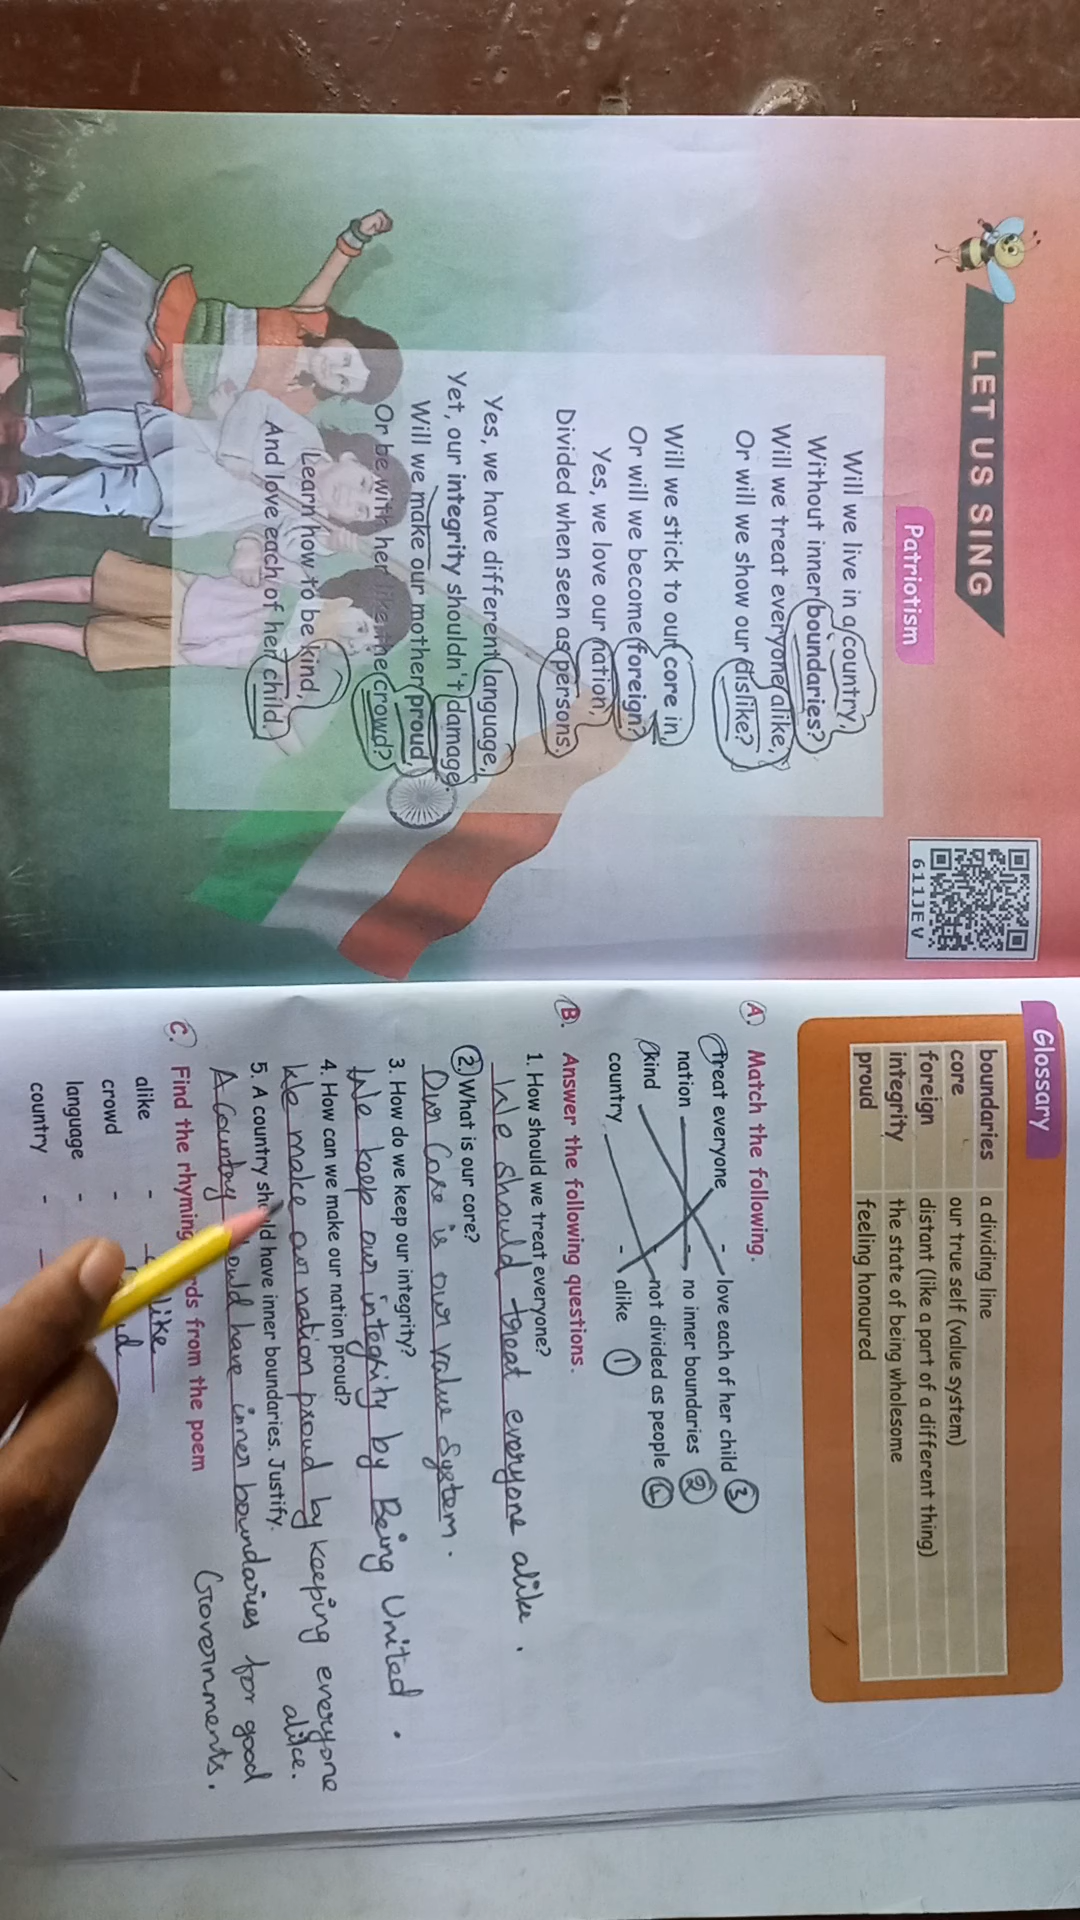 LET US SING
Patriotism
611JEV
Will we live in a country,
Without inner boundaries?
Will we treat everyone alike,
Or will we show our dislike?
Will we stick to our core in,
Or will we become foreign?
Yes, we love our nation,
Divided when seen as persons.
Yes, we have different language,
Yet, our integrity shouldn't damage.
Will we make our mother proud,
Or be with her like the crowd?
Learn how to be kind,
And love each of her child.
Glossary
boundaries a dividing line
core our true self (value system)
foreign distant (like a part of a different thing)
integrity the state of being wholesome
proud feeling honoured
A. Match the following.
treat everyone - love each of her child 3
nation - no inner boundaries 2
kind - not divided as people 4
country - alike 1
B. Answer the following questions.
1. How should we treat everyone?
We should treat everyone alike.
2. What is our core?
Our Core is our value System.
3. How do we keep our integrity?
We keep our integrity by Being United.
4. How can we make our nation proud?
We make our nation proud by keeping everyone
alike.
5. A country should have inner boundaries. Justify.
A Country should have inner boundaries for good
Governments.
C. Find the rhyming words from the poem
alike -
crowd -
language -
country -